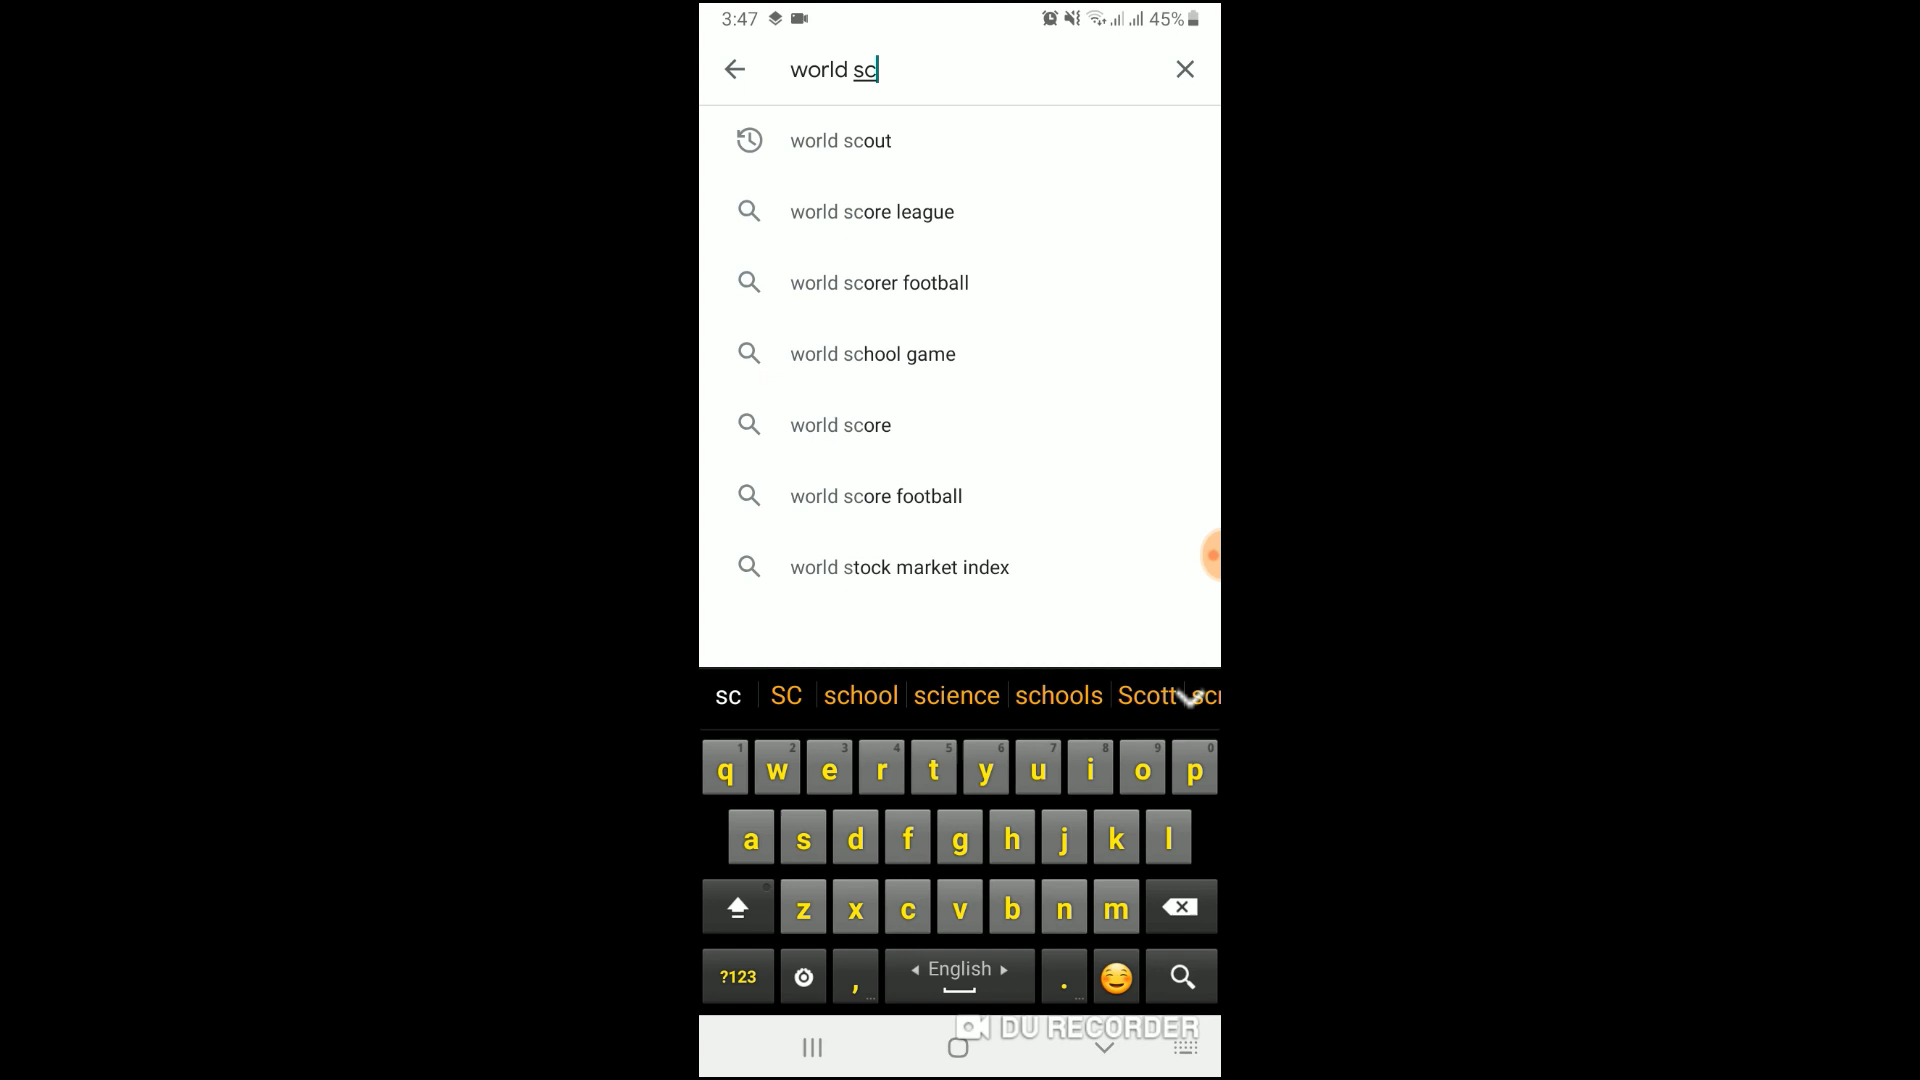 3:47 45%
world sc
world scout
world score league
world scorer football
world school game
world score
world score football
world stock market index
sc SC school science schools Scott scr
1 2 3 4 5 6 7 8 9 0
q w e r t y u i o p
a s d f g h j k l
z x c v b n m
?123 , English .
DU RECORDER